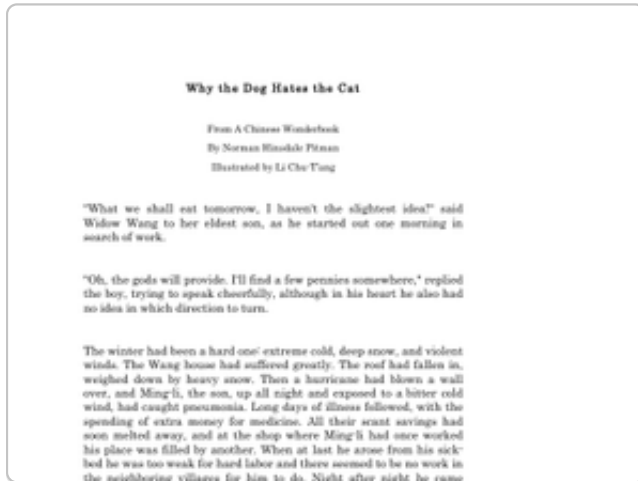 Why the Dog Hates the Cat
From A Chinese Wonderbook
By Norman Hinsdale Pitman
Illustrated by Li Chu-T'ang
"What we shall eat tomorrow, I haven't the slightest idea!" said
Widow Wang to her eldest son, as he started out one morning in
search of work.
"Oh, the gods will provide. I'll find a few pennies somewhere," replied
the boy, trying to speak cheerfully, although in his heart he also had
no idea in which direction to turn.
The winter had been a hard one: extreme cold, deep snow, and violent
winds. The Wang house had suffered greatly. The roof had fallen in,
weighed down by heavy snow. Then a hurricane had blown a wall
over, and Ming-li, the son, up all night and exposed to a bitter cold
wind, had caught pneumonia. Long days of illness followed, with the
spending of extra money for medicine. All their scant savings had
soon melted away, and at the shop where Ming-li had once worked
his place was filled by another. When at last he arose from his sick-
bed he was too weak for hard labor and there seemed to be no work in
the neighboring villages for him to do. Night after night he came